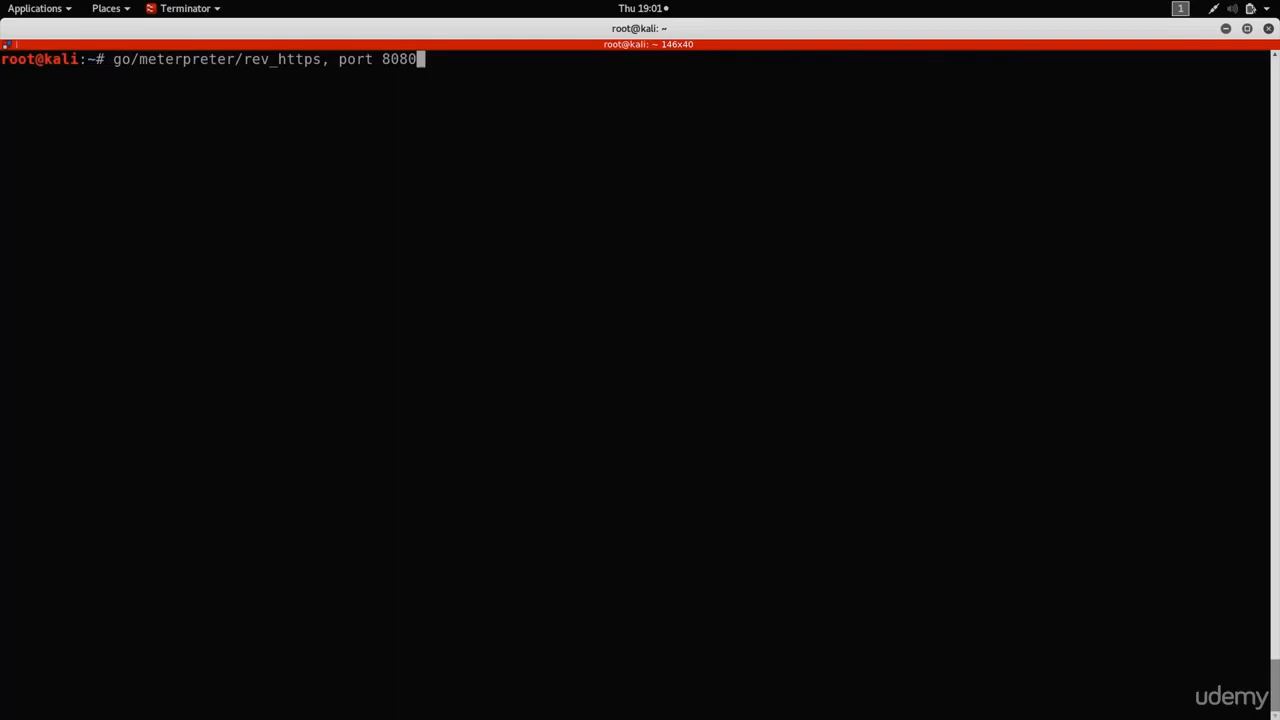 Applications Places Terminator Thu 19:01 1
root@kali: ~
root@kali: ~ 146x40
root@kali:~# go/meterpreter/rev_https, port 8080
udemy